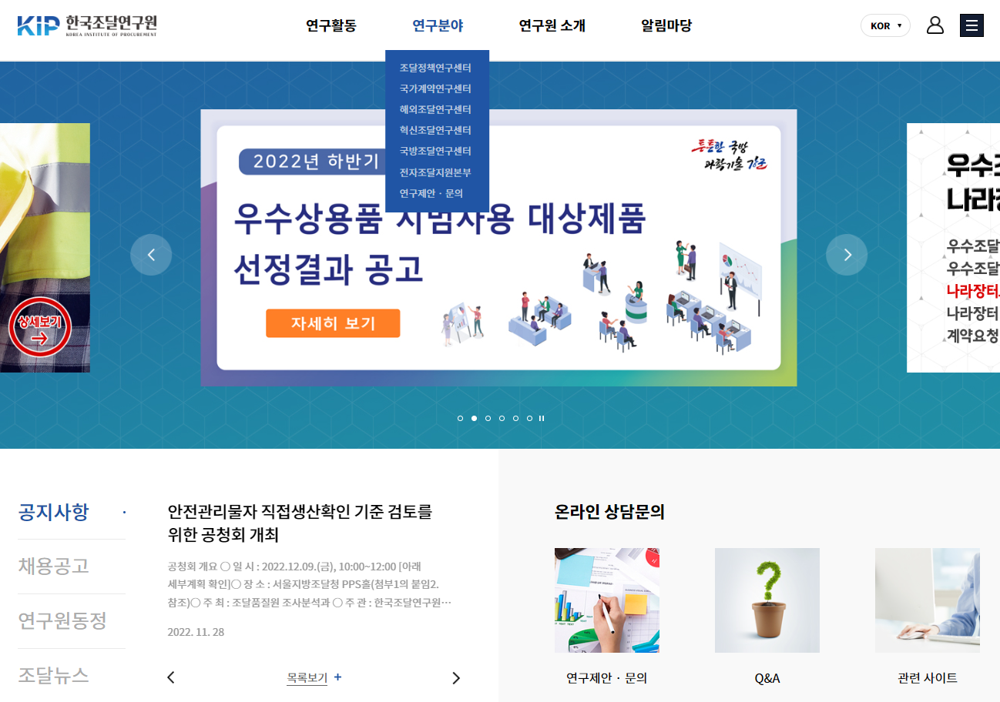 KIP 한국조달연구원
KOREA INSTITUTE OF PROCUREMENT
연구활동
연구분야
연구원 소개
알림마당
KOR
조달정책연구센터
국가계약연구센터
해외조달연구센터
혁신조달연구센터
국방조달연구센터
전자조달지원본부
연구제안 · 문의
상세보기
2022년 하반기
튼튼한 국방
과학기술 강군
우수상용품 시범사용 대상제품
선정결과 공고
자세히 보기
우수조
나라장
우수조달
우수조달
나라장터
나라장터
계약요청
공지사항
채용공고
연구원동정
조달뉴스
안전관리물자 직접생산확인 기준 검토를
위한 공청회 개최
공청회 개요 ○ 일 시 : 2022.12.09.(금), 10:00~12:00 [아래
세부계획 확인]○ 장 소 : 서울지방조달청 PPS홀(첨부1의 붙임2.
참조)○ 주 최 : 조달품질원 조사분석과 ○ 주 관 : 한국조달연구원…
2022. 11. 28
목록보기 +
온라인 상담문의
연구제안 · 문의
Q&A
관련 사이트